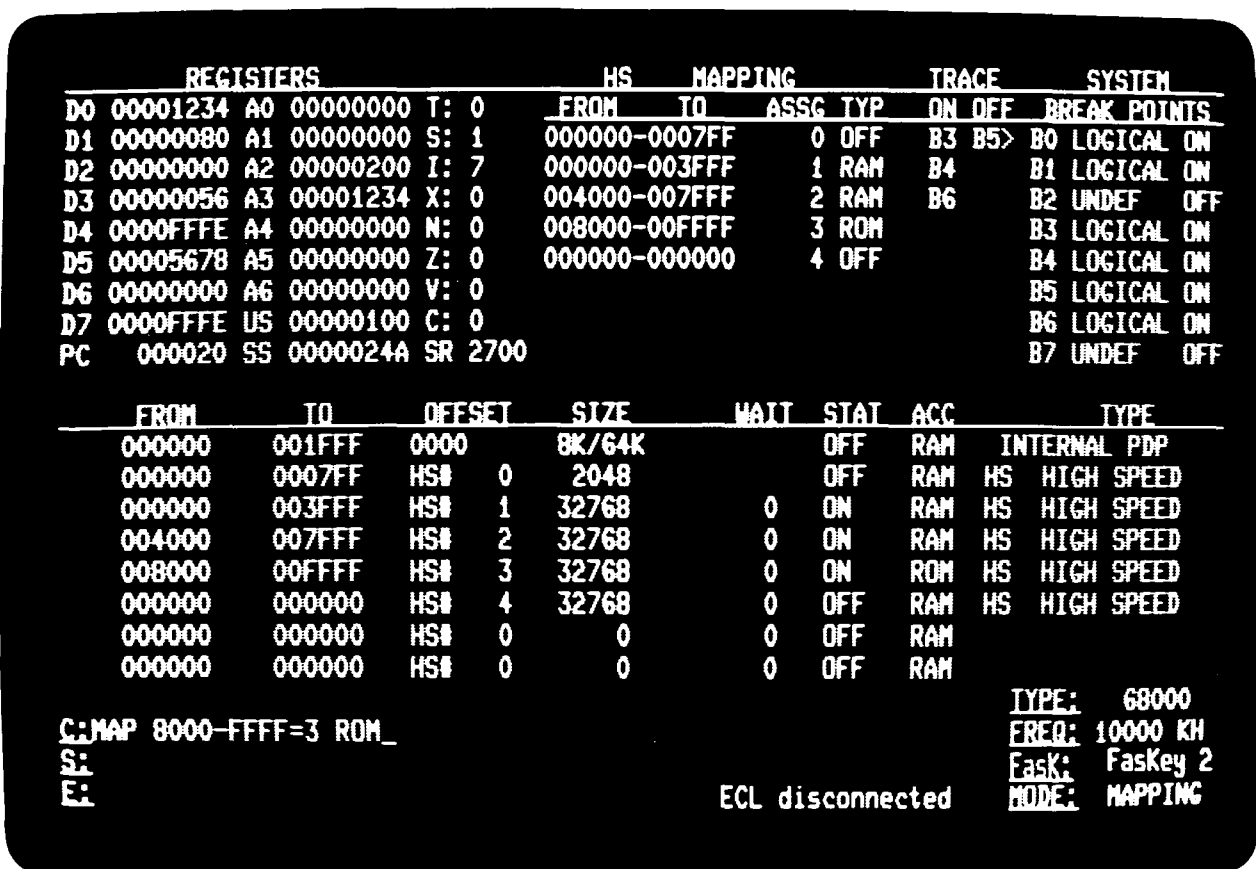 REGISTERS HS MAPPING TRACE SYSTEM
D0 00001234 A0 00000000 T: 0 FROM TO ASSG TYP ON OFF BREAK POINTS
D1 00000080 A1 00000000 S: 1 000000-0007FF 0 OFF B3 B5> B0 LOGICAL ON
D2 00000000 A2 00000200 I: 7 000000-003FFF 1 RAM B4 B1 LOGICAL ON
D3 00000056 A3 00001234 X: 0 004000-007FFF 2 RAM B6 B2 UNDEF OFF
D4 0000FFFE A4 00000000 N: 0 008000-00FFFF 3 ROM B3 LOGICAL ON
D5 00005678 A5 00000000 Z: 0 000000-000000 4 OFF B4 LOGICAL ON
D6 00000000 A6 00000000 V: 0 B5 LOGICAL ON
D7 0000FFFE US 00000100 C: 0 B6 LOGICAL ON
PC 000020 SS 0000024A SR 2700 B7 UNDEF OFF
FROM TO OFFSET SIZE WAIT STAT ACC TYPE
000000 001FFF 0000 8K/64K OFF RAM INTERNAL PDP
000000 0007FF HS# 0 2048 OFF RAM HS HIGH SPEED
000000 003FFF HS# 1 32768 0 ON RAM HS HIGH SPEED
004000 007FFF HS# 2 32768 0 ON RAM HS HIGH SPEED
008000 00FFFF HS# 3 32768 0 ON ROM HS HIGH SPEED
000000 000000 HS# 4 32768 0 OFF RAM HS HIGH SPEED
000000 000000 HS# 0 0 0 OFF RAM
000000 000000 HS# 0 0 0 OFF RAM
TYPE: 68000
C:MAP 8000-FFFF=3 ROM_ FREQ: 10000 KH
S: FasK: FasKey 2
E: ECL disconnected MODE: MAPPING